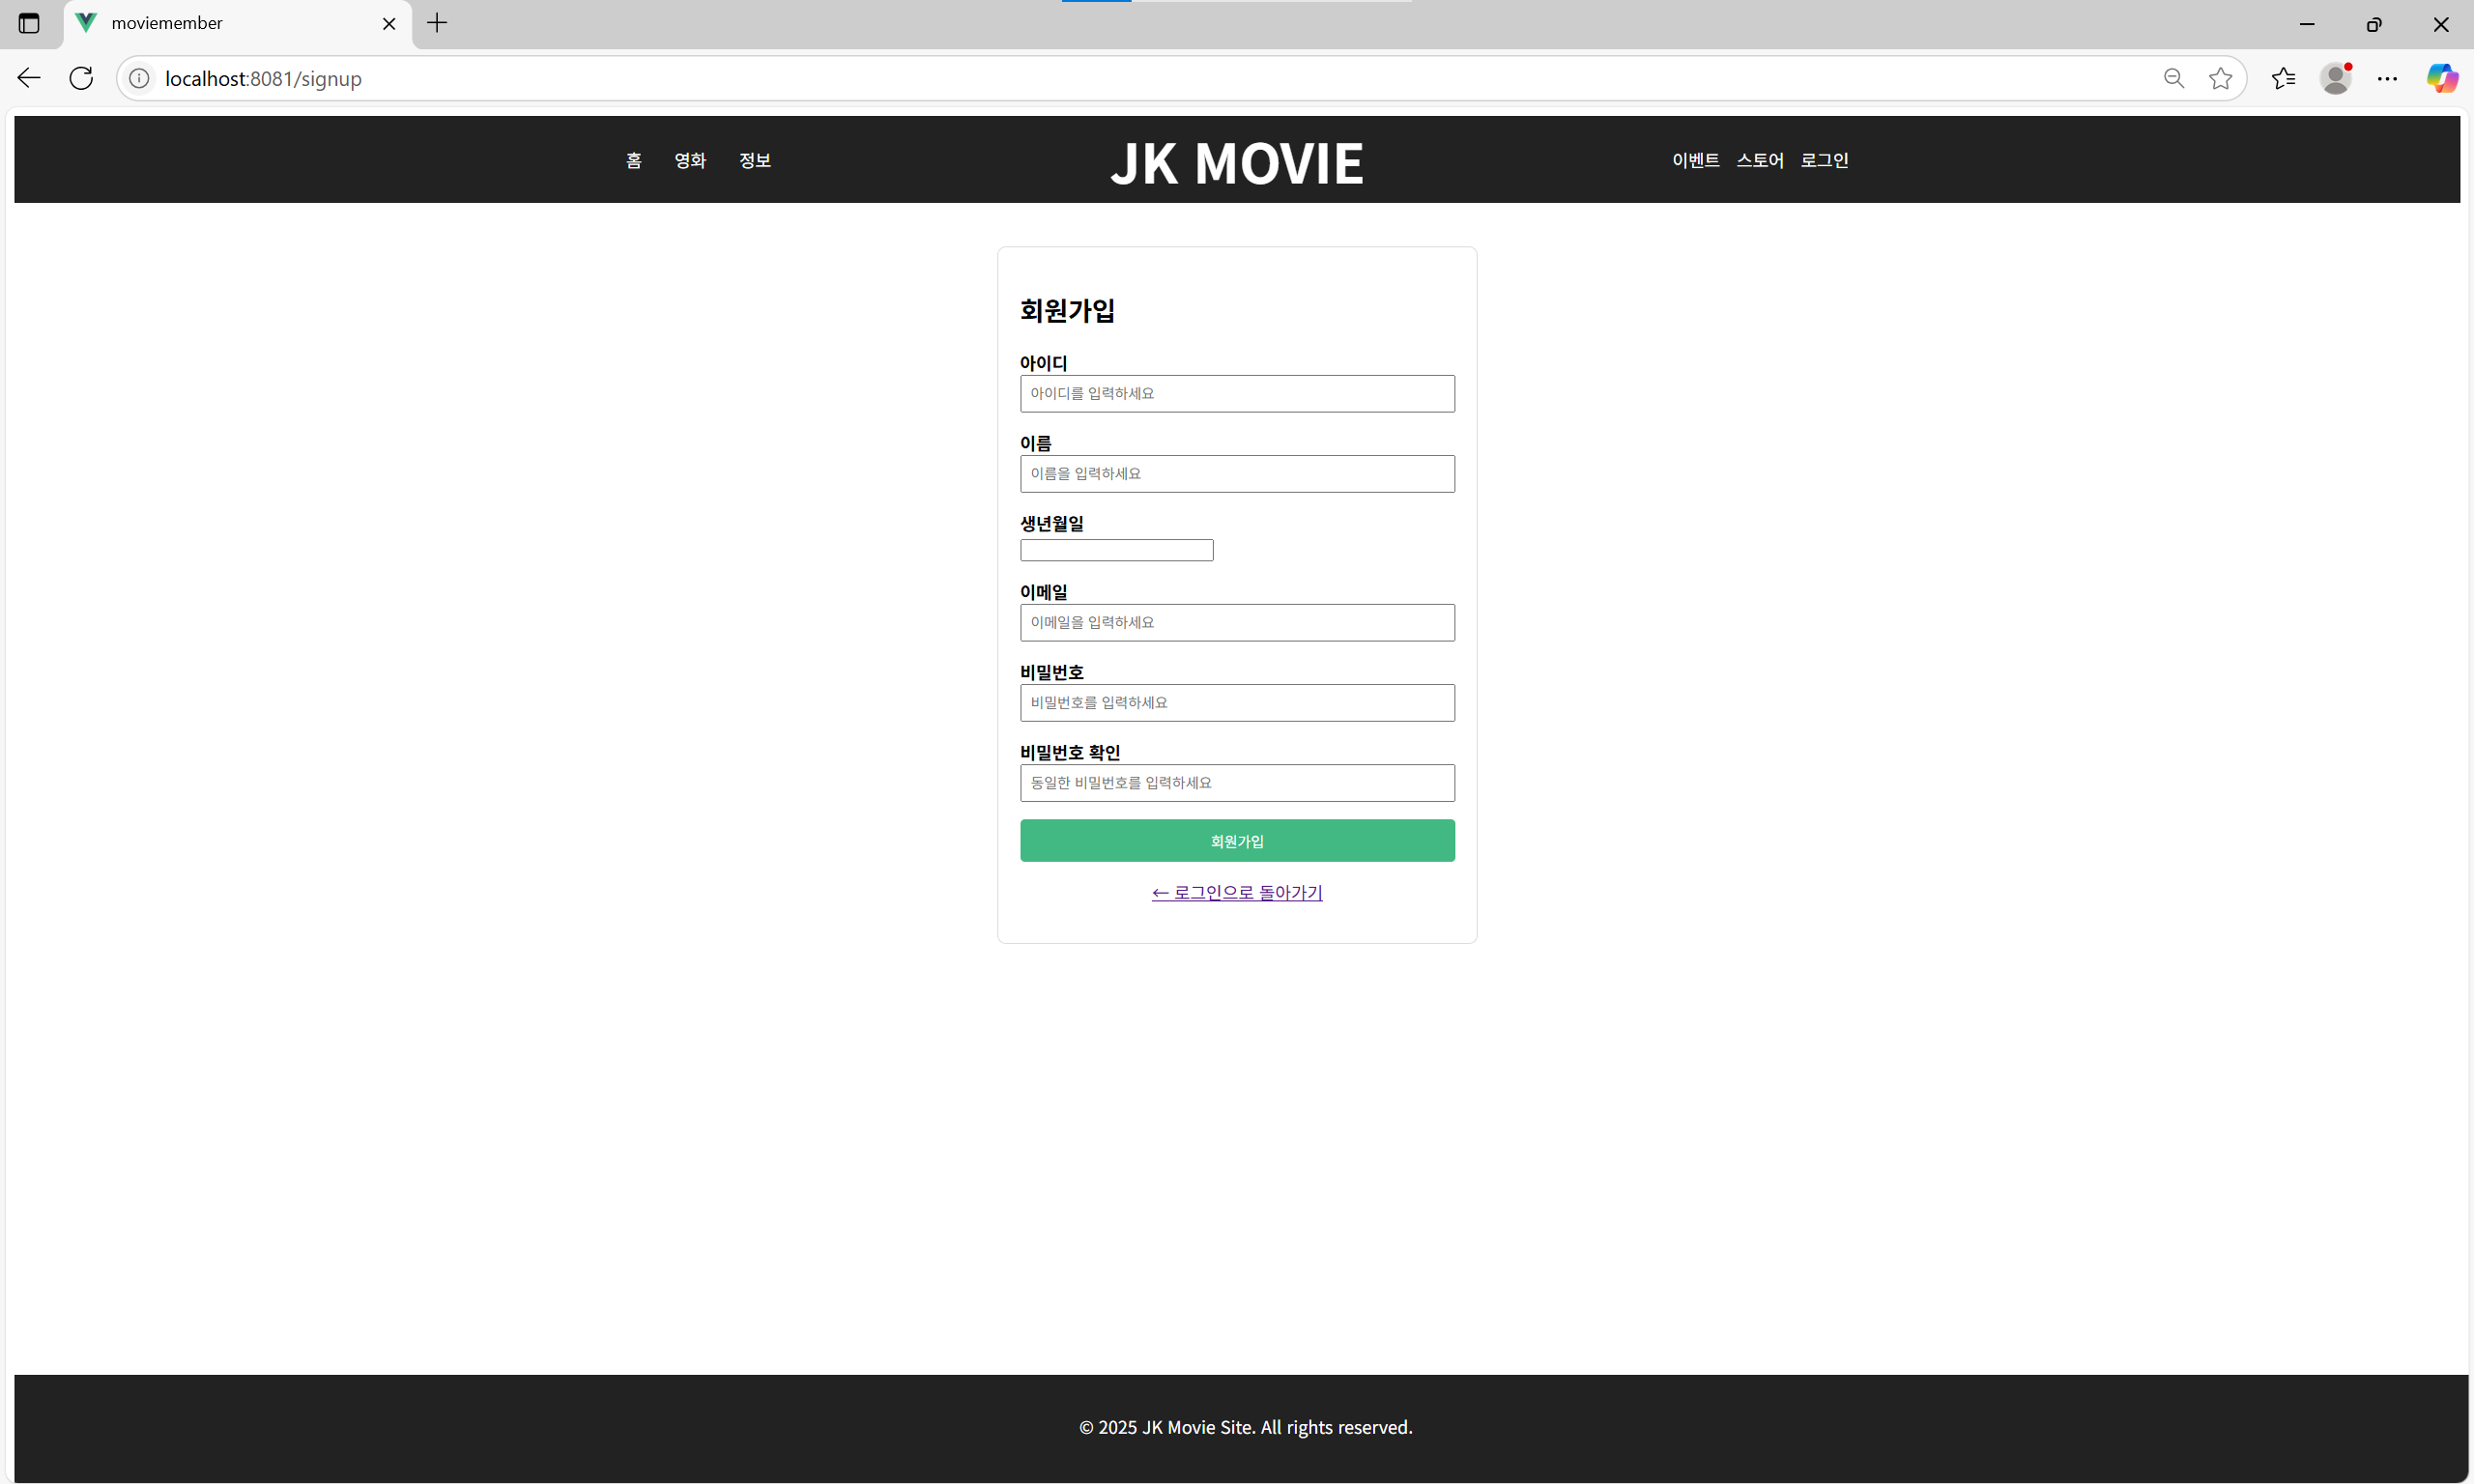 moviemember
localhost:8081/signup
홈 영화 정보 JK MOVIE 이벤트 스토어 로그인
회원가입
아이디
아이디를 입력하세요
이름
이름을 입력하세요
생년월일
이메일
이메일을 입력하세요
비밀번호
비밀번호를 입력하세요
비밀번호 확인
동일한 비밀번호를 입력하세요
회원가입
← 로그인으로 돌아가기
© 2025 JK Movie Site. All rights reserved.